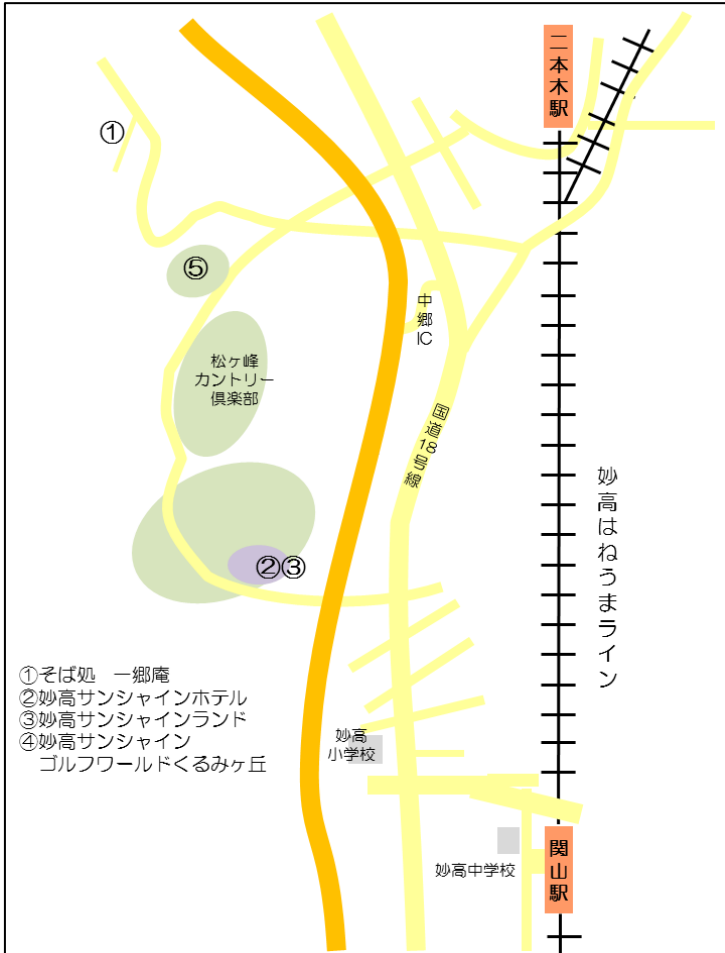 二本木駅
①
⑤
中郷
IC
松ヶ峰
カントリー
倶楽部
国道18号線
妙高はねうまライン
②③
①そば処　一郷庵
②妙高サンシャインホテル
③妙高サンシャインランド
④妙高サンシャイン
ゴルフワールドくるみヶ丘
妙高
小学校
妙高中学校
関山駅